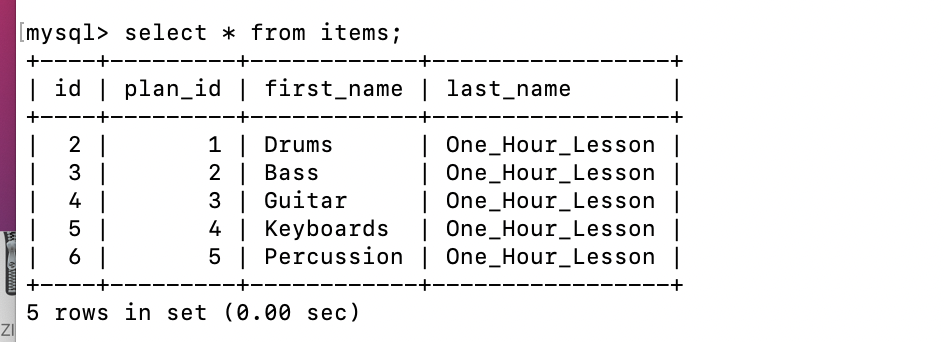 mysql> select * from items;
+----+---------+------------+-----------------+
| id | plan_id | first_name | last_name       |
+----+---------+------------+-----------------+
|  2 |       1 | Drums      | One_Hour_Lesson |
|  3 |       2 | Bass       | One_Hour_Lesson |
|  4 |       3 | Guitar     | One_Hour_Lesson |
|  5 |       4 | Keyboards  | One_Hour_Lesson |
|  6 |       5 | Percussion | One_Hour_Lesson |
+----+---------+------------+-----------------+
5 rows in set (0.00 sec)
ZI